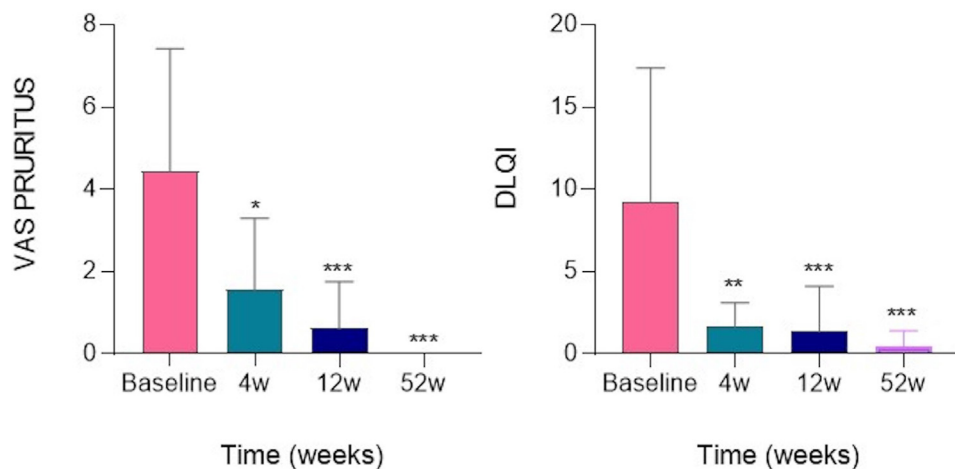 VAS PRURITUS
8
6
4
2
0
*
***
***
Baseline 4w 12w 52w
Time (weeks)
DLQI
20
15
10
5
0
**
***
***
Baseline 4w 12w 52w
Time (weeks)